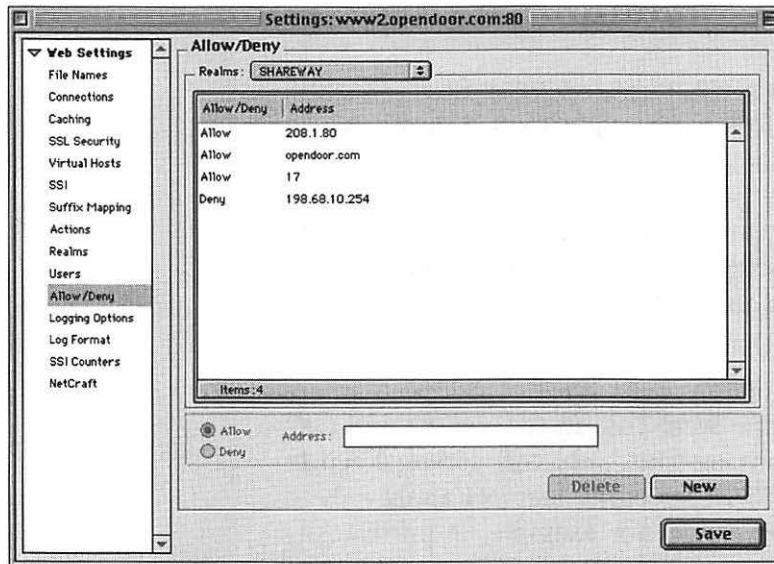 Settings: www2.opendoor.com:80
Web Settings
File Names
Connections
Caching
SSL Security
Virtual Hosts
SSI
Suffix Mapping
Actions
Realms
Users
Allow/Deny
Logging Options
Log Format
SSI Counters
NetCraft
Allow/Deny
Realms: SHAREWAY
Allow/Deny Address
Allow 208.1.80
Allow opendoor.com
Allow 17
Deny 198.68.10.254
Items:4
Allow
Deny
Address:
Delete New
Save